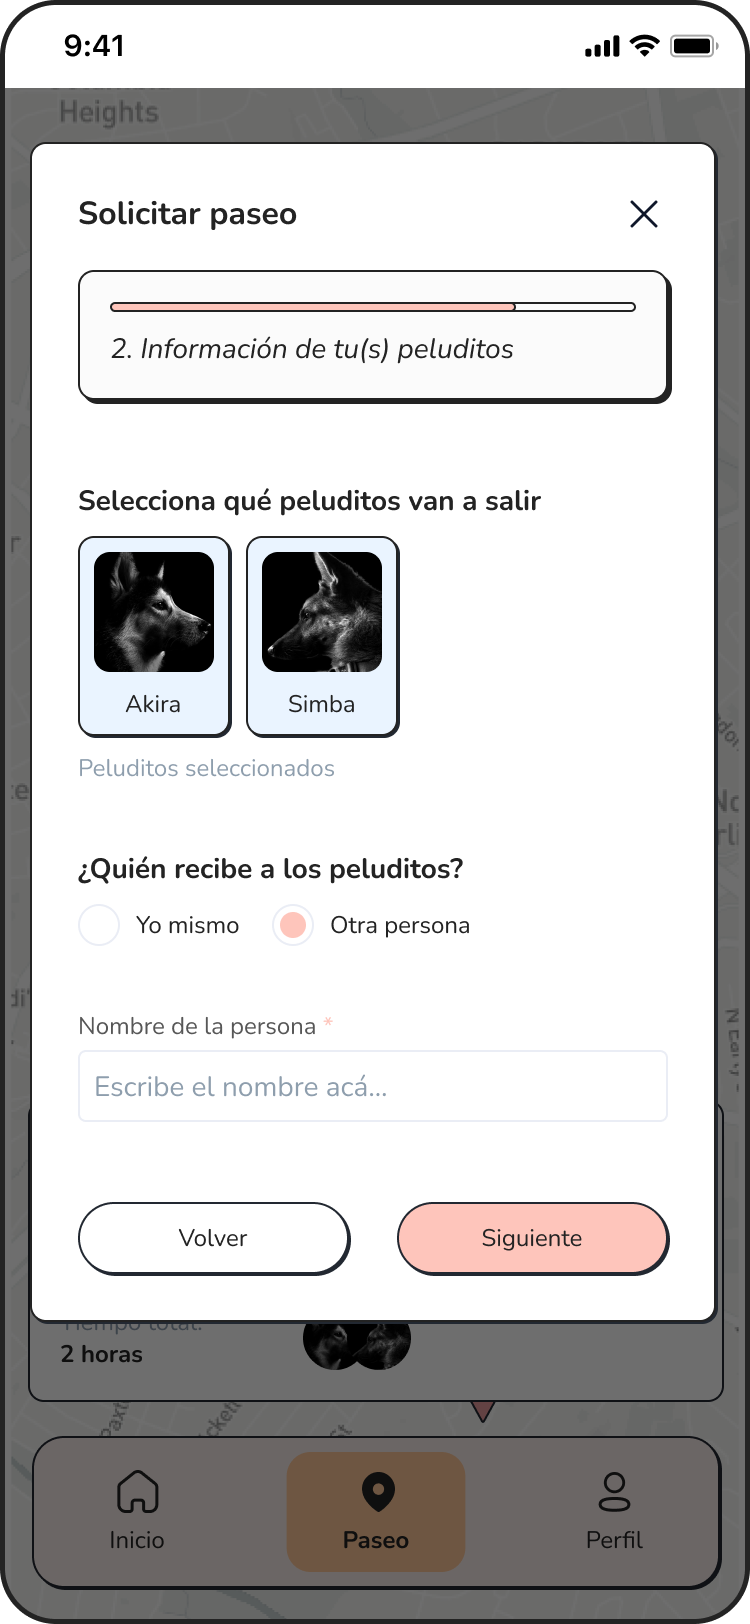 9:41
Heights
Solicitar paseo
2. Información de tu(s) peluditos
Selecciona qué peluditos van a salir
Akira
Simba
Peluditos seleccionados
¿Quién recibe a los peluditos?
Yo mismo
Otra persona
Nombre de la persona *
Escribe el nombre acá...
Volver
Siguiente
Tiempo total:
2 horas
St
Inicio
Paseo
Perfil